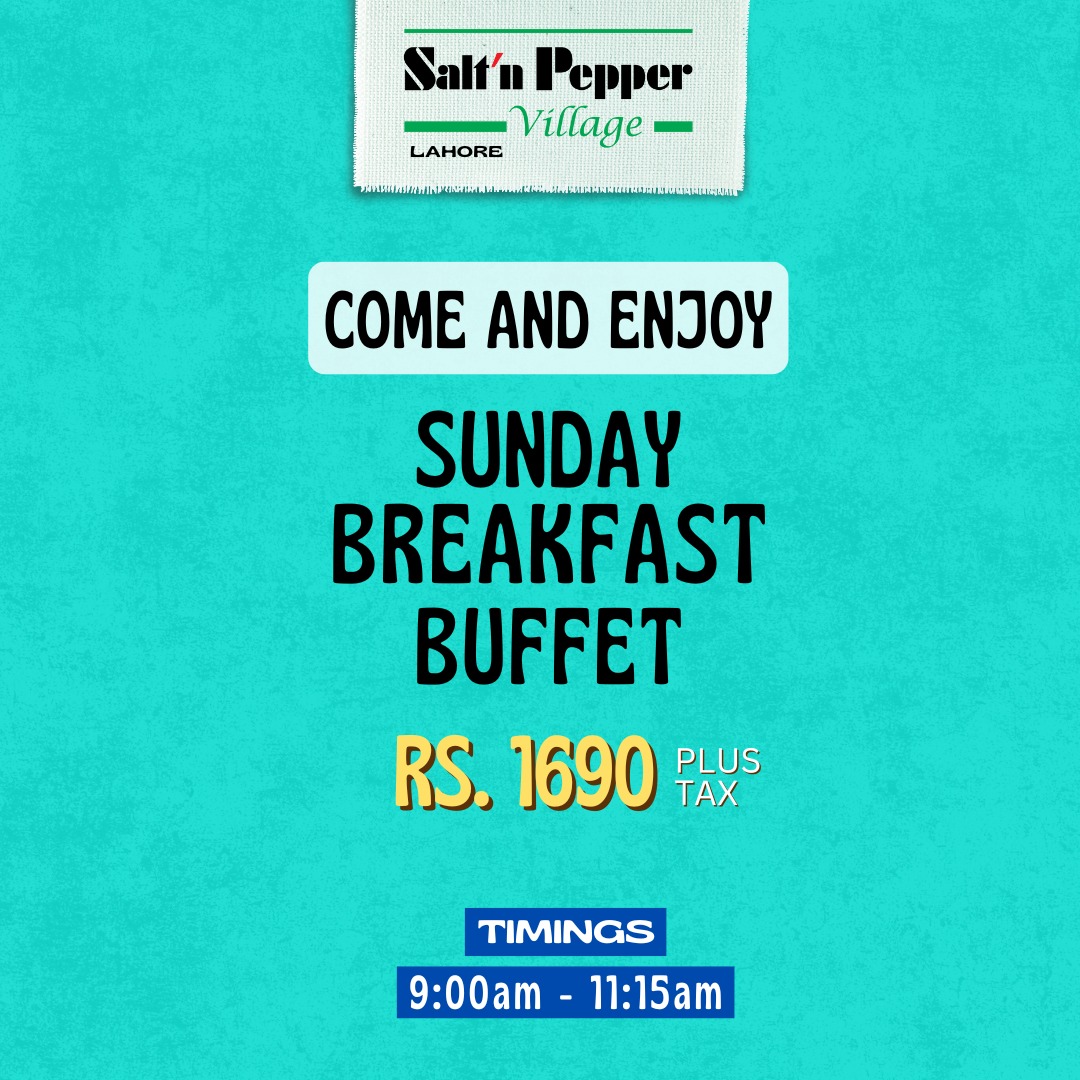 Salt'n Pepper
Village
LAHORE
COME AND ENJOY
SUNDAY
BREAKFAST
BUFFET
RS. 1690 PLUS
TAX
TIMINGS
9:00am - 11:15am